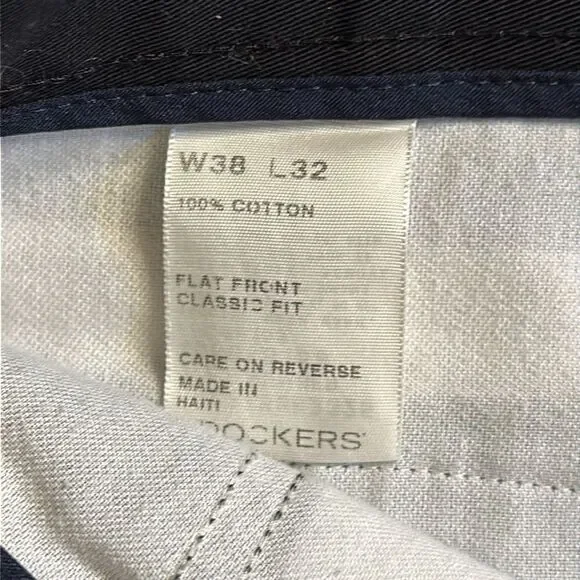 W38 L32
100% COTTON
FLAT FRONT
CLASSIC FIT
CARE ON REVERSE
MADE IN
HAITI
DOCKERS®